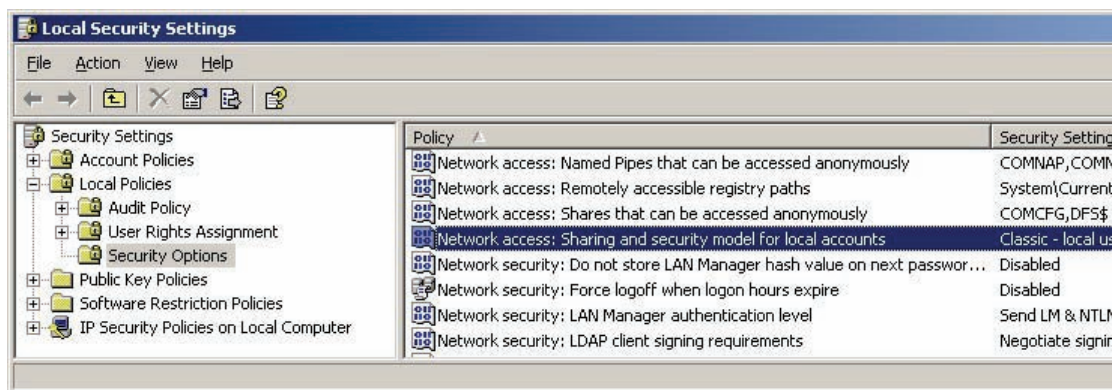 Local Security Settings
File Action View Help
Security Settings
Account Policies
Local Policies
Audit Policy
User Rights Assignment
Security Options
Public Key Policies
Software Restriction Policies
IP Security Policies on Local Computer
Policy Security Setting
Network access: Named Pipes that can be accessed anonymously COMNAP,COMN
Network access: Remotely accessible registry paths System\Current
Network access: Shares that can be accessed anonymously COMCFG,DFS$
Network access: Sharing and security model for local accounts Classic - local us
Network security: Do not store LAN Manager hash value on next passwor... Disabled
Network security: Force logoff when logon hours expire Disabled
Network security: LAN Manager authentication level Send LM & NTLM
Network security: LDAP client signing requirements Negotiate signin